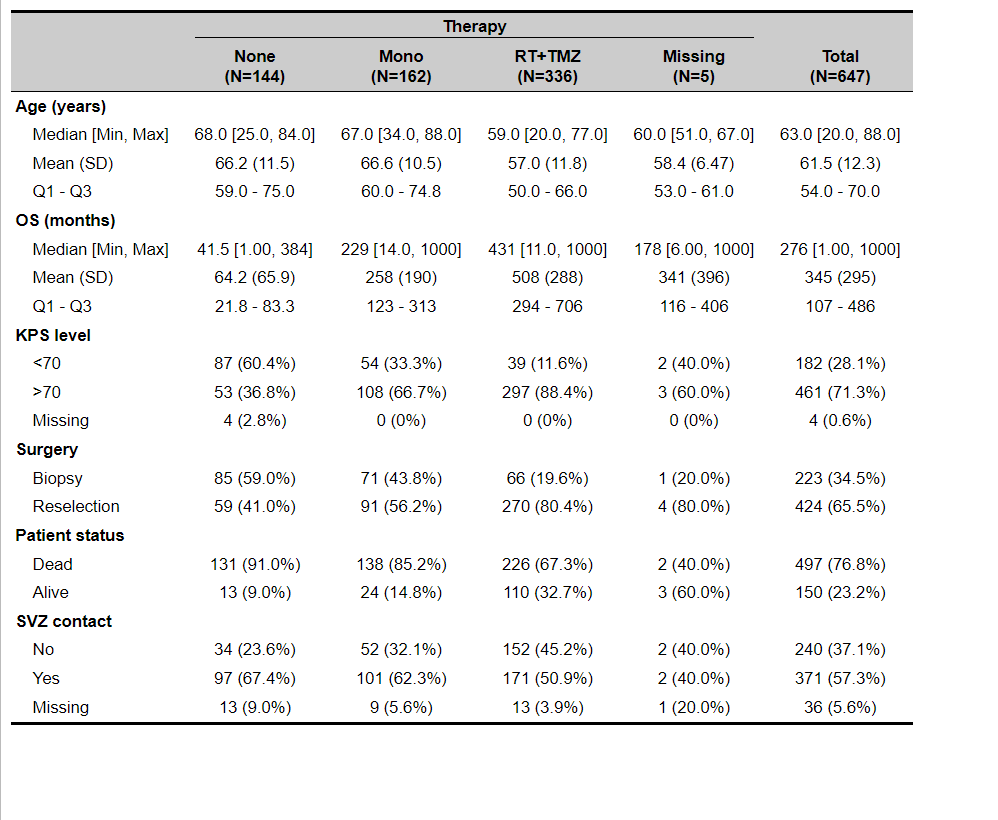 Therapy
None Mono RT+TMZ Missing Total
(N=144) (N=162) (N=336) (N=5) (N=647)
Age (years)
Median [Min, Max] 68.0 [25.0, 84.0] 67.0 [34.0, 88.0] 59.0 [20.0, 77.0] 60.0 [51.0, 67.0] 63.0 [20.0, 88.0]
Mean (SD) 66.2 (11.5) 66.6 (10.5) 57.0 (11.8) 58.4 (6.47) 61.5 (12.3)
Q1 - Q3 59.0 - 75.0 60.0 - 74.8 50.0 - 66.0 53.0 - 61.0 54.0 - 70.0
OS (months)
Median [Min, Max] 41.5 [1.00, 384] 229 [14.0, 1000] 431 [11.0, 1000] 178 [6.00, 1000] 276 [1.00, 1000]
Mean (SD) 64.2 (65.9) 258 (190) 508 (288) 341 (396) 345 (295)
Q1 - Q3 21.8 - 83.3 123 - 313 294 - 706 116 - 406 107 - 486
KPS level
<70 87 (60.4%) 54 (33.3%) 39 (11.6%) 2 (40.0%) 182 (28.1%)
>70 53 (36.8%) 108 (66.7%) 297 (88.4%) 3 (60.0%) 461 (71.3%)
Missing 4 (2.8%) 0 (0%) 0 (0%) 0 (0%) 4 (0.6%)
Surgery
Biopsy 85 (59.0%) 71 (43.8%) 66 (19.6%) 1 (20.0%) 223 (34.5%)
Reselection 59 (41.0%) 91 (56.2%) 270 (80.4%) 4 (80.0%) 424 (65.5%)
Patient status
Dead 131 (91.0%) 138 (85.2%) 226 (67.3%) 2 (40.0%) 497 (76.8%)
Alive 13 (9.0%) 24 (14.8%) 110 (32.7%) 3 (60.0%) 150 (23.2%)
SVZ contact
No 34 (23.6%) 52 (32.1%) 152 (45.2%) 2 (40.0%) 240 (37.1%)
Yes 97 (67.4%) 101 (62.3%) 171 (50.9%) 2 (40.0%) 371 (57.3%)
Missing 13 (9.0%) 9 (5.6%) 13 (3.9%) 1 (20.0%) 36 (5.6%)